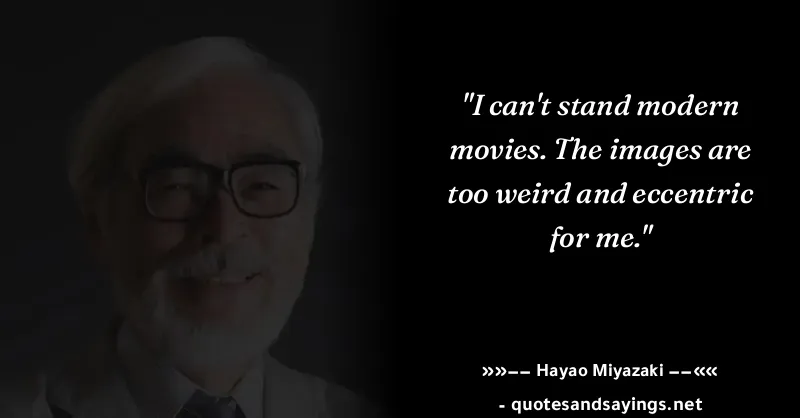 "I can't stand modern
movies. The images are
too weird and eccentric
for me."
»»−− Hayao Miyazaki −−««
- quotesandsayings.net